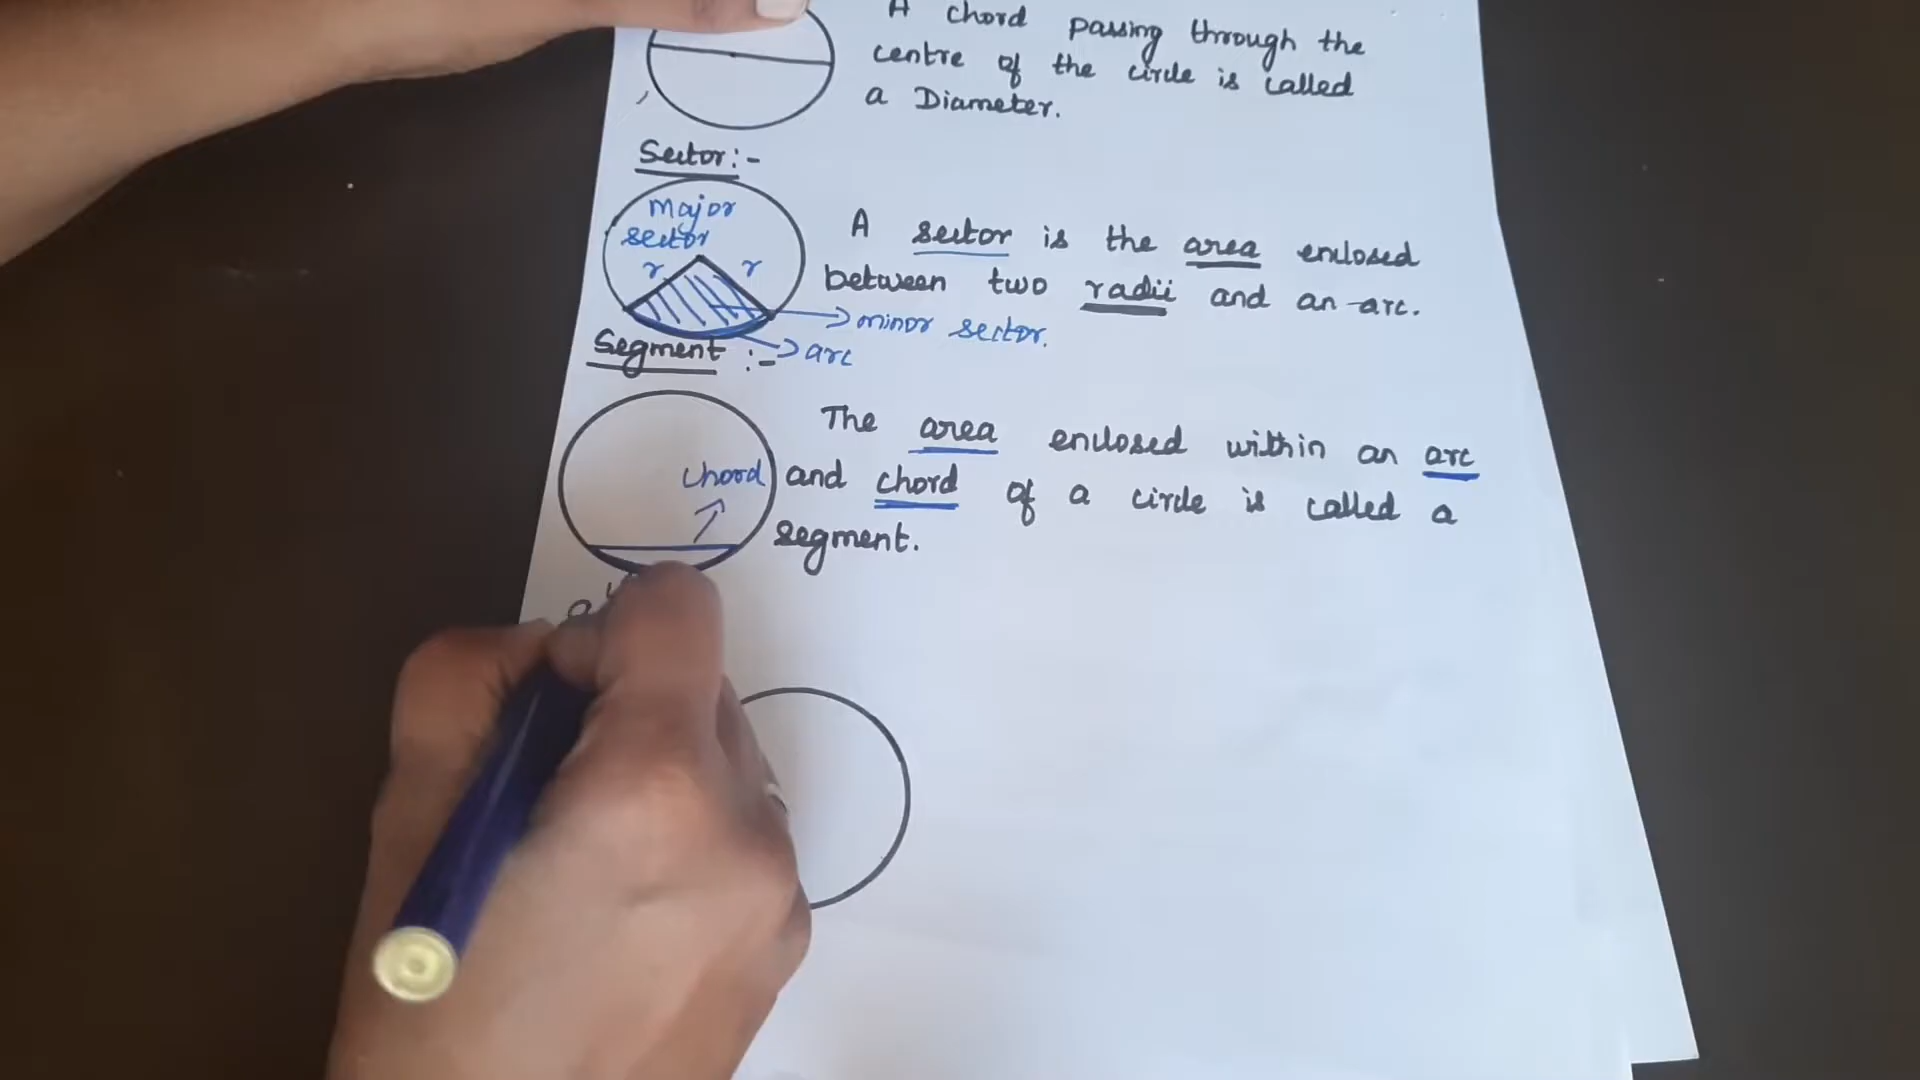 A chord passing through the
centre of the circle is called
a Diameter.
Sector:-
Major
sector
r r
A sector is the area enclosed
between two radii and an arc.
minor sector.
arc
Segment :-
The area enclosed within an arc
chord and chord of a circle is called a
segment.